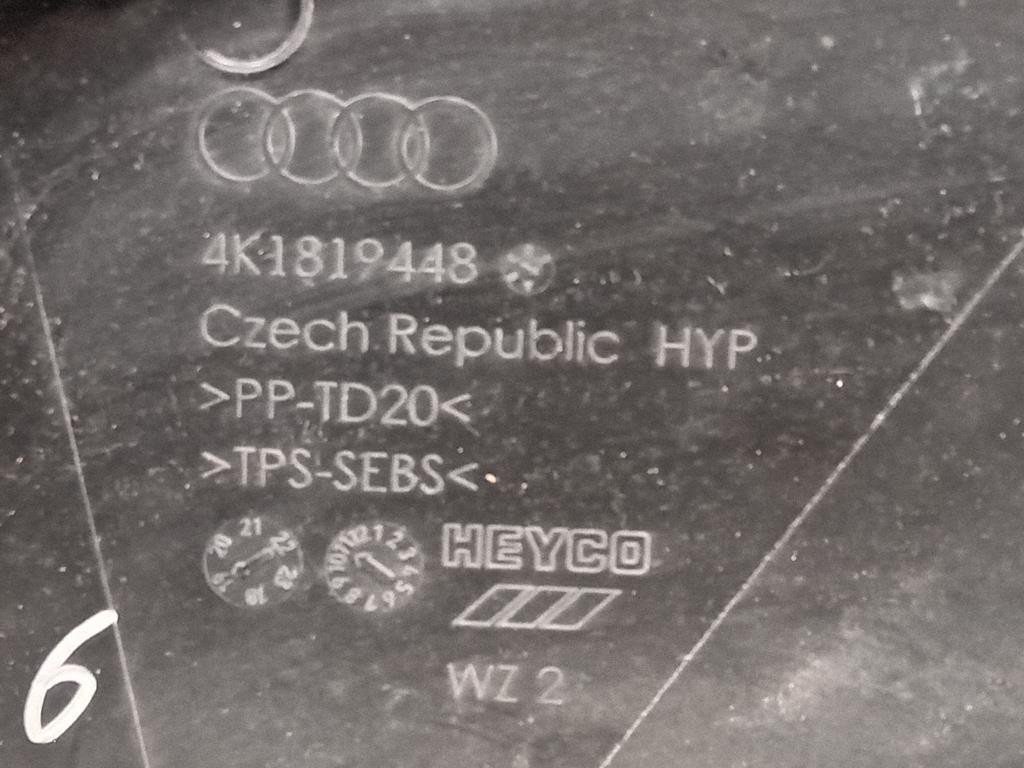 4K1819448
Czech Republic HYP
>PP-TD20<
>TPS-SEBS<
HEYCO
WZ 2
6